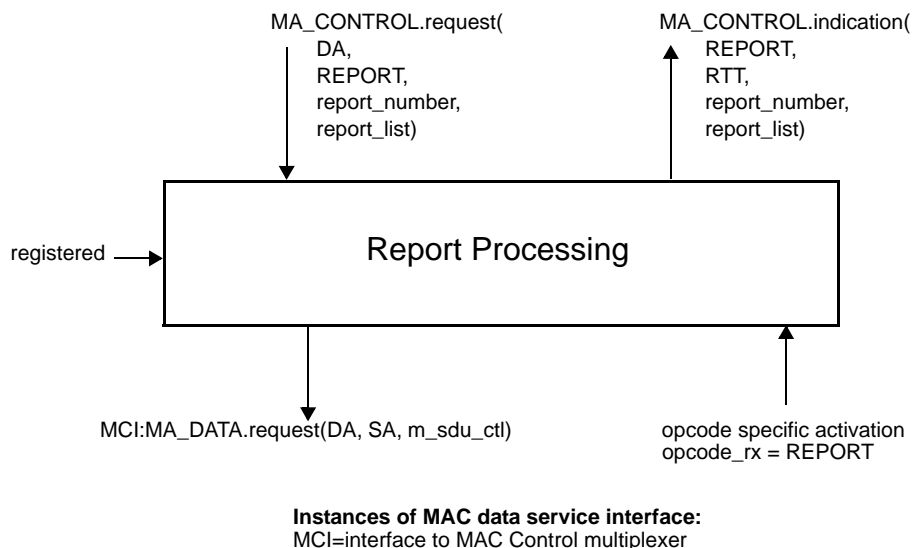 MA_CONTROL.request(
DA,
REPORT,
report_number,
report_list)
MA_CONTROL.indication(
REPORT,
RTT,
report_number,
report_list)
registered
Report Processing
MCI:MA_DATA.request(DA, SA, m_sdu_ctl)
opcode specific activation
opcode_rx = REPORT
Instances of MAC data service interface:
MCI=interface to MAC Control multiplexer